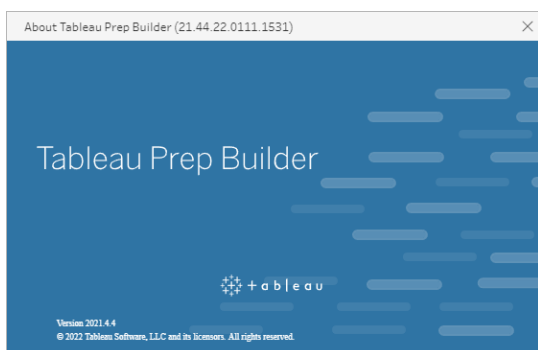 About Tableau Prep Builder (21.44.22.0111.1531)
Tableau Prep Builder
+ a b | e a u
Version 2021.4.4
© 2022 Tableau Software, LLC and its licensors. All rights reserved.